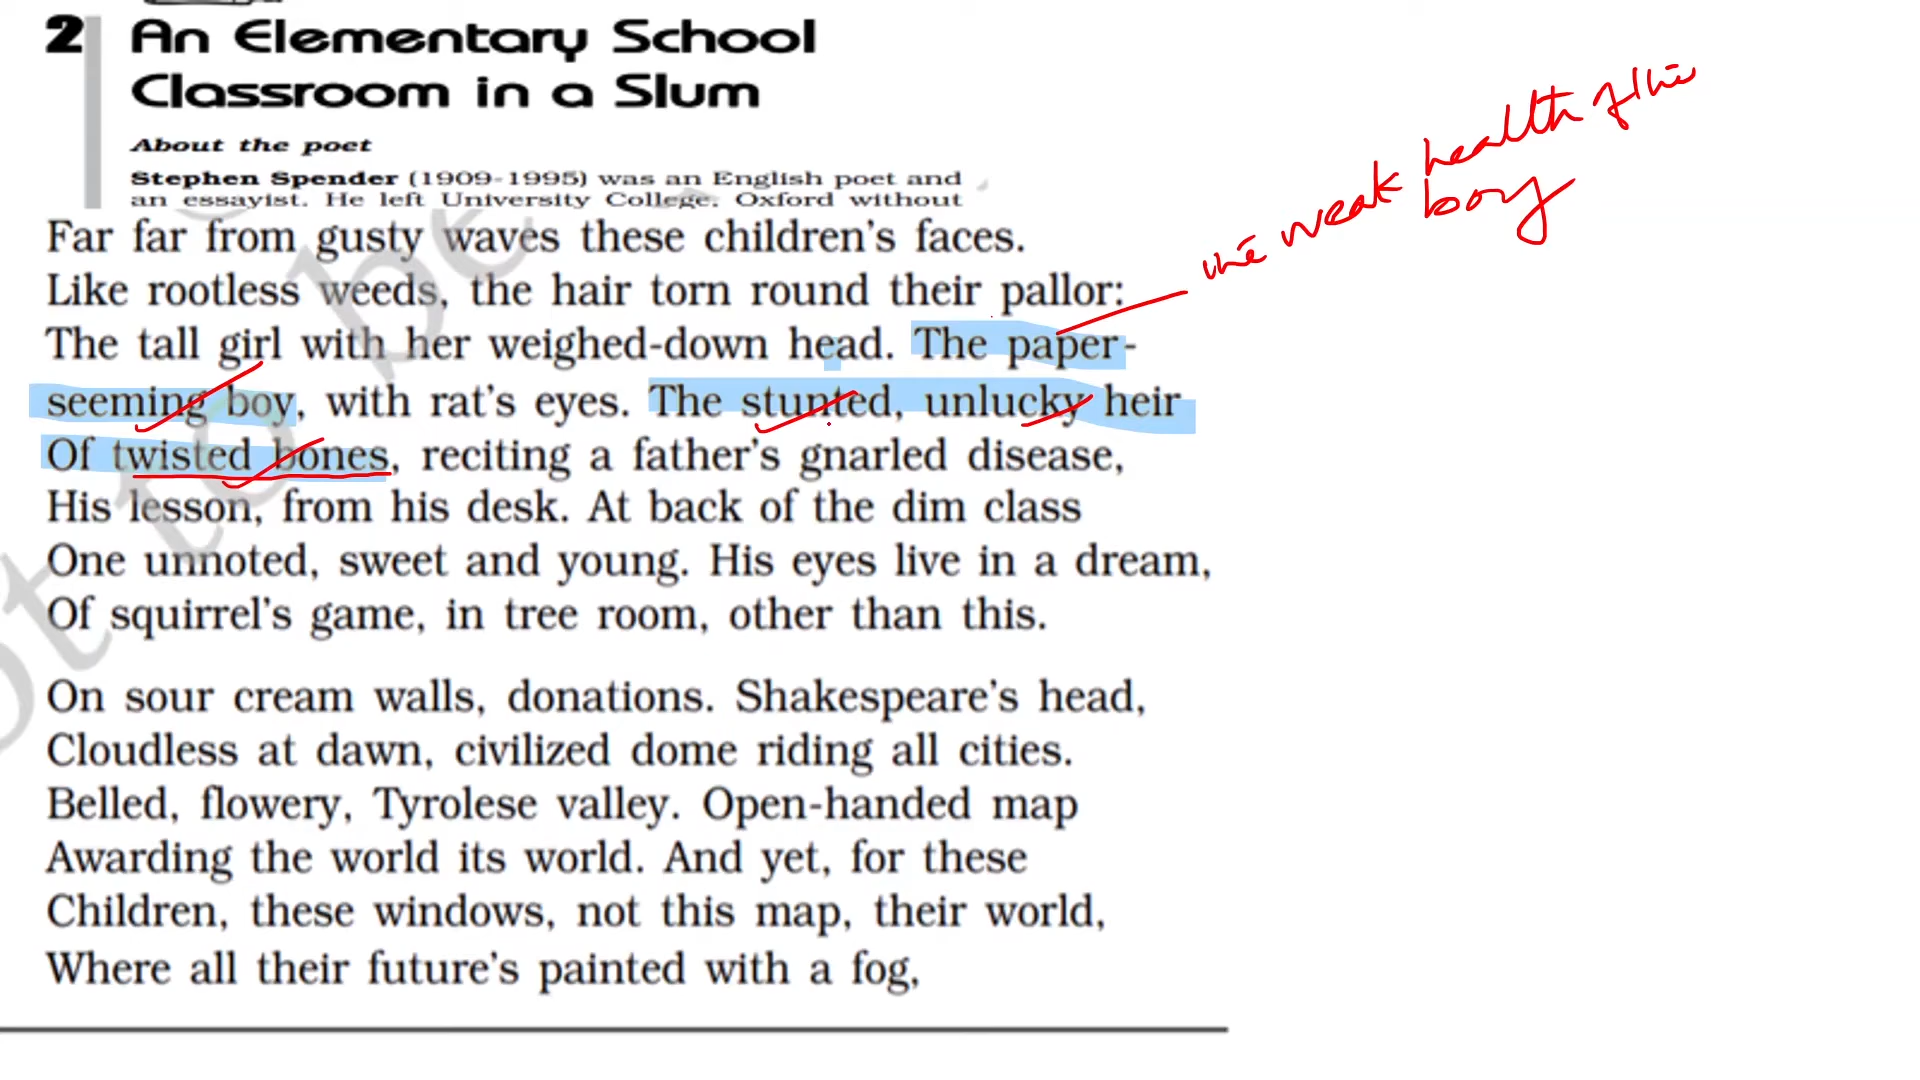 2 An Elementary School
Classroom in a Slum
About the poet
Stephen Spender (1909-1995) was an English poet and
an essayist. He left University College, Oxford without
Far far from gusty waves these children's faces.
Like rootless weeds, the hair torn round their pallor:
The tall girl with her weighed-down head. The paper-
seeming boy, with rat's eyes. The stunted, unlucky heir
Of twisted bones, reciting a father's gnarled disease,
His lesson, from his desk. At back of the dim class
One unnoted, sweet and young. His eyes live in a dream,
Of squirrel's game, in tree room, other than this.
On sour cream walls, donations. Shakespeare's head,
Cloudless at dawn, civilized dome riding all cities.
Belled, flowery, Tyrolese valley. Open-handed map
Awarding the world its world. And yet, for these
Children, these windows, not this map, their world,
Where all their future's painted with a fog,
the weak health of the
boy
to be